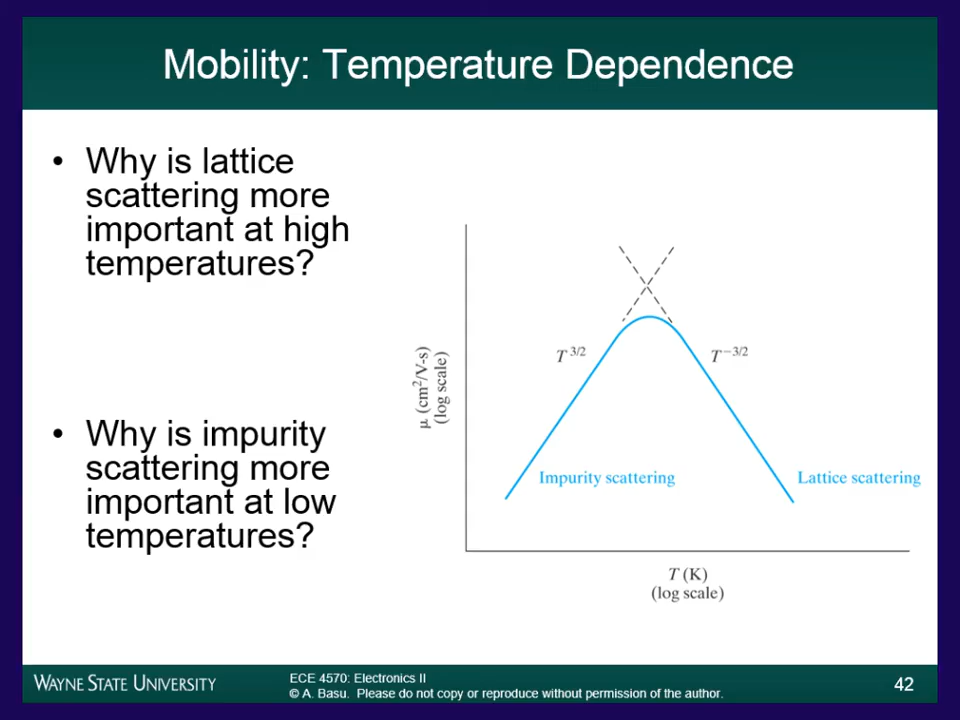 Mobility: Temperature Dependence
• Why is lattice
scattering more
important at high
temperatures?
• Why is impurity
scattering more
important at low
temperatures?
μ (cm²/V-s)
(log scale)
T 3/2
T −3/2
Impurity scattering
Lattice scattering
T (K)
(log scale)
WAYNE STATE UNIVERSITY
ECE 4570: Electronics II
© A. Basu. Please do not copy or reproduce without permission of the author.
42